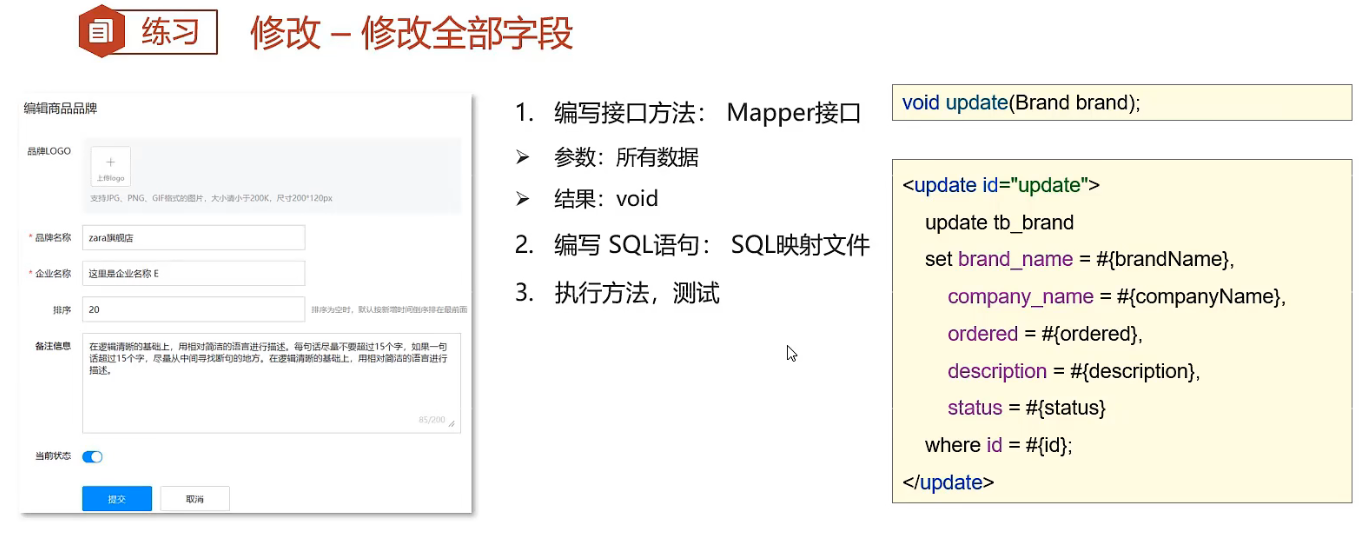 练习
修改 – 修改全部字段
编辑商品品牌
品牌LOGO
+
上传logo
支持JPG、PNG、GIF格式的图片，大小请小于200K，尺寸200*120px
* 品牌名称
zara旗舰店
* 企业名称
这里是企业名称 E
排序
20
排序为空时，默认按新增时间倒序排在最前面
备注信息
在逻辑清晰的基础上，用相对简洁的语言进行描述。每句话尽量不要超过15个字，如果一句
话超过15个字，尽量从中间寻找断句的地方。在逻辑清晰的基础上，用相对简洁的语言进行
描述。
85/200
当前状态
提交
取消
1. 编写接口方法： Mapper接口
➢ 参数：所有数据
➢ 结果：void
2. 编写 SQL语句： SQL映射文件
3. 执行方法，测试
void update(Brand brand);
<update id="update">
update tb_brand
set brand_name = #{brandName},
company_name = #{companyName},
ordered = #{ordered},
description = #{description},
status = #{status}
where id = #{id};
</update>